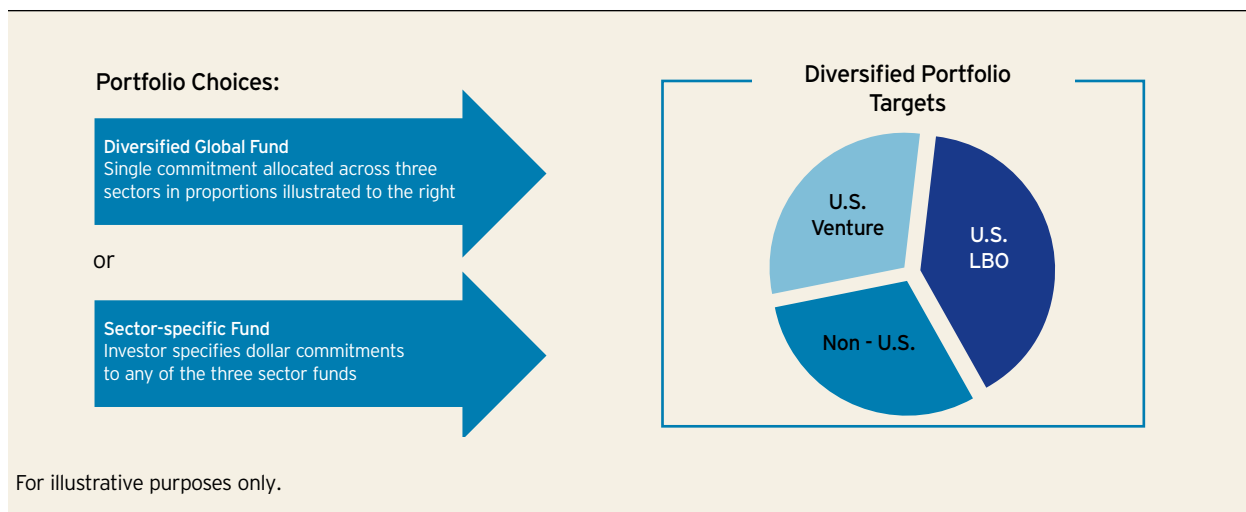 Portfolio Choices:
Diversified Global Fund
Single commitment allocated across three
sectors in proportions illustrated to the right
or
Sector-specific Fund
Investor specifies dollar commitments
to any of the three sector funds
Diversified Portfolio
Targets
U.S.
Venture
U.S.
LBO
Non - U.S.
For illustrative purposes only.